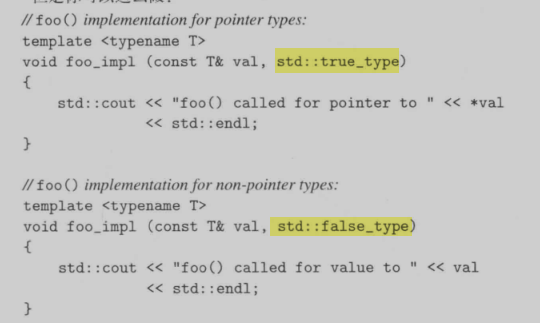 // foo() implementation for pointer types:
template <typename T>
void foo_impl (const T& val, std::true_type)
{
std::cout << "foo() called for pointer to " << *val
<< std::endl;
}
// foo() implementation for non-pointer types:
template <typename T>
void foo_impl (const T& val, std::false_type)
{
std::cout << "foo() called for value to " << val
<< std::endl;
}